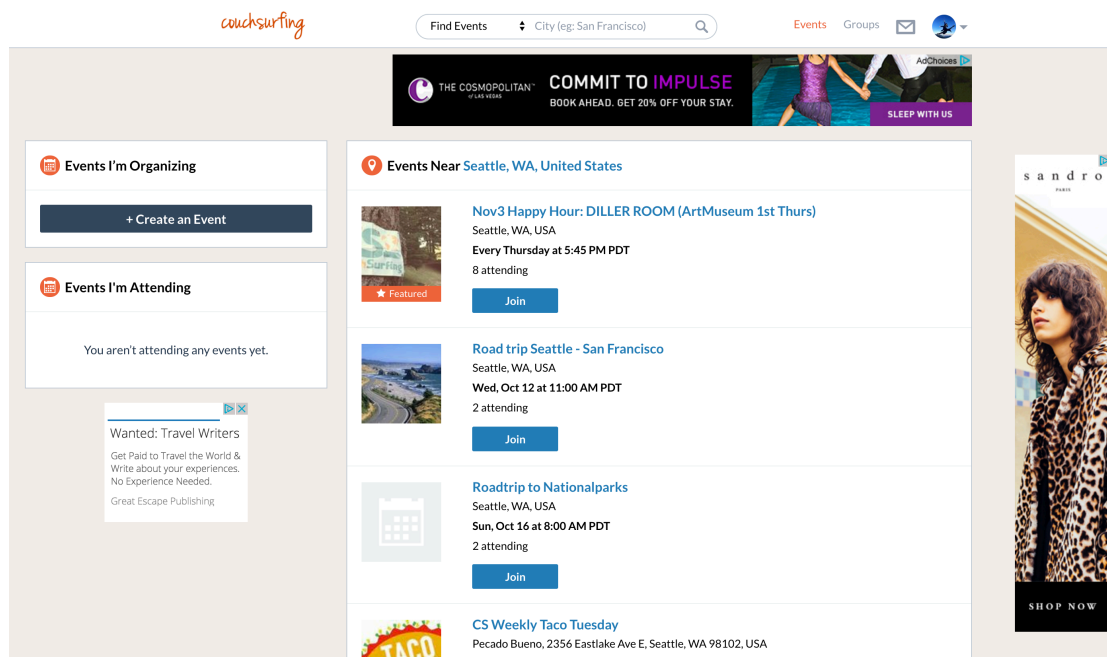 couchsurfing
Find Events City (eg: San Francisco)
Events Groups
AdChoices
THE COSMOPOLITAN™
of LAS VEGAS
COMMIT TO IMPULSE
BOOK AHEAD. GET 20% OFF YOUR STAY.
SLEEP WITH US
Events I’m Organizing
+ Create an Event
Events I'm Attending
You aren’t attending any events yet.
Wanted: Travel Writers
Get Paid to Travel the World &
Write about your experiences.
No Experience Needed.
Great Escape Publishing
Events Near Seattle, WA, United States
Nov3 Happy Hour: DILLER ROOM (ArtMuseum 1st Thurs)
Seattle, WA, USA
Every Thursday at 5:45 PM PDT
8 attending
Featured
Join
Road trip Seattle - San Francisco
Seattle, WA, USA
Wed, Oct 12 at 11:00 AM PDT
2 attending
Join
Roadtrip to Nationalparks
Seattle, WA, USA
Sun, Oct 16 at 8:00 AM PDT
2 attending
Join
TACO
CS Weekly Taco Tuesday
Pecado Bueno, 2356 Eastlake Ave E, Seattle, WA 98102, USA
sandro
PARIS
SHOP NOW